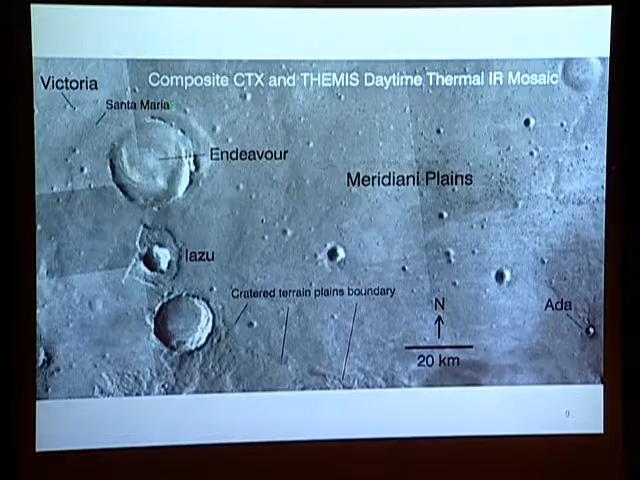 Composite CTX and THEMIS Daytime Thermal IR Mosaic
Victoria
Santa Maria
Endeavour
Meridiani Plains
Iazu
Cratered terrain plains boundary
N
20 km
Ada
9